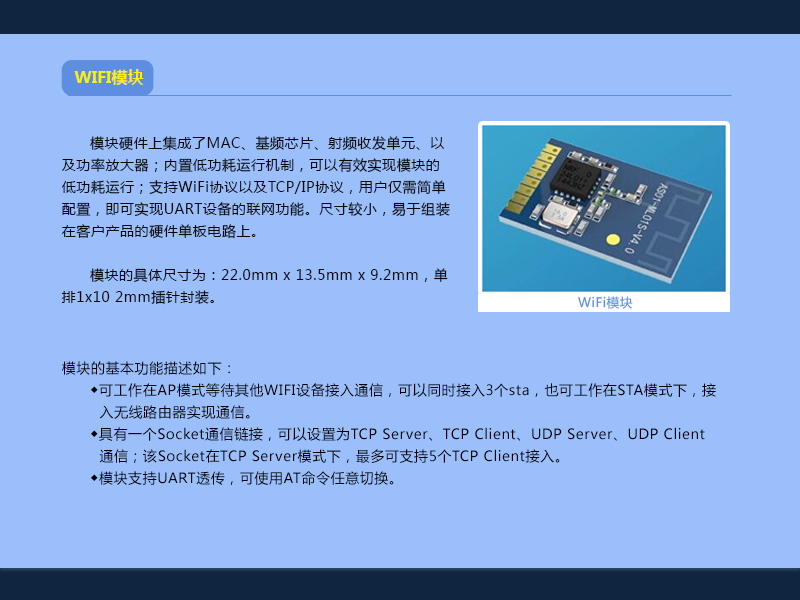 WIFI模块
模块硬件上集成了MAC、基频芯片、射频收发单元、以
及功率放大器；内置低功耗运行机制，可以有效实现模块的
低功耗运行；支持WiFi协议以及TCP/IP协议，用户仅需简单
配置，即可实现UART设备的联网功能。尺寸较小，易于组装
在客户产品的硬件单板电路上。
模块的具体尺寸为：22.0mm x 13.5mm x 9.2mm，单
排1x10 2mm插针封装。
AS01-ML01S-V4.0
WiFi模块
模块的基本功能描述如下：
◆可工作在AP模式等待其他WIFI设备接入通信，可以同时接入3个sta，也可工作在STA模式下，接
入无线路由器实现通信。
◆具有一个Socket通信链接，可以设置为TCP Server、TCP Client、UDP Server、UDP Client
通信；该Socket在TCP Server模式下，最多可支持5个TCP Client接入。
◆模块支持UART透传，可使用AT命令任意切换。